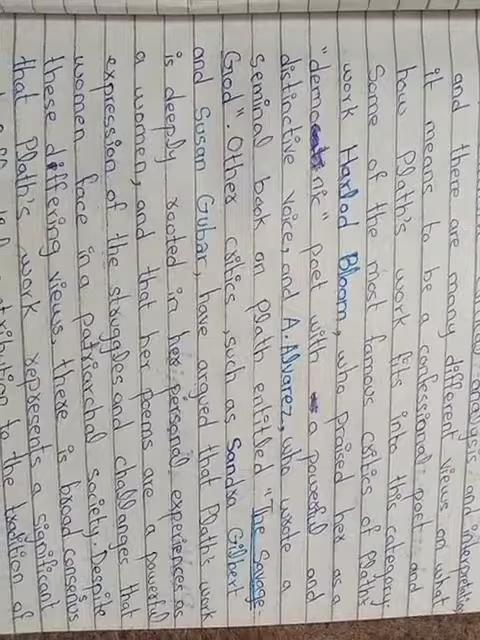 analysis and interpretati
and there are many different views on what
it means to be a confessional poet and
how Plath's work fits into this category.
Some of the most famous critics of Plath's
work Harlod Bloom, who praised her as a
"demonic" poet with a powerful and
distinctive voice, and A. Alvarez, who wrote a
seminal book on Plath entitled "The Savage
God". Other critics, such as Sandra Gilbert
and Susan Gubar, have argued that Plath's work
is deeply rooted in her personal experiences as
a women, and that her poems are a powerful
expression of the struggles and challanges that
women face in a patriarchal society. Despite
these differing views, there is broad consensus
that Plath's work represents a significant
contribution to the tradition of